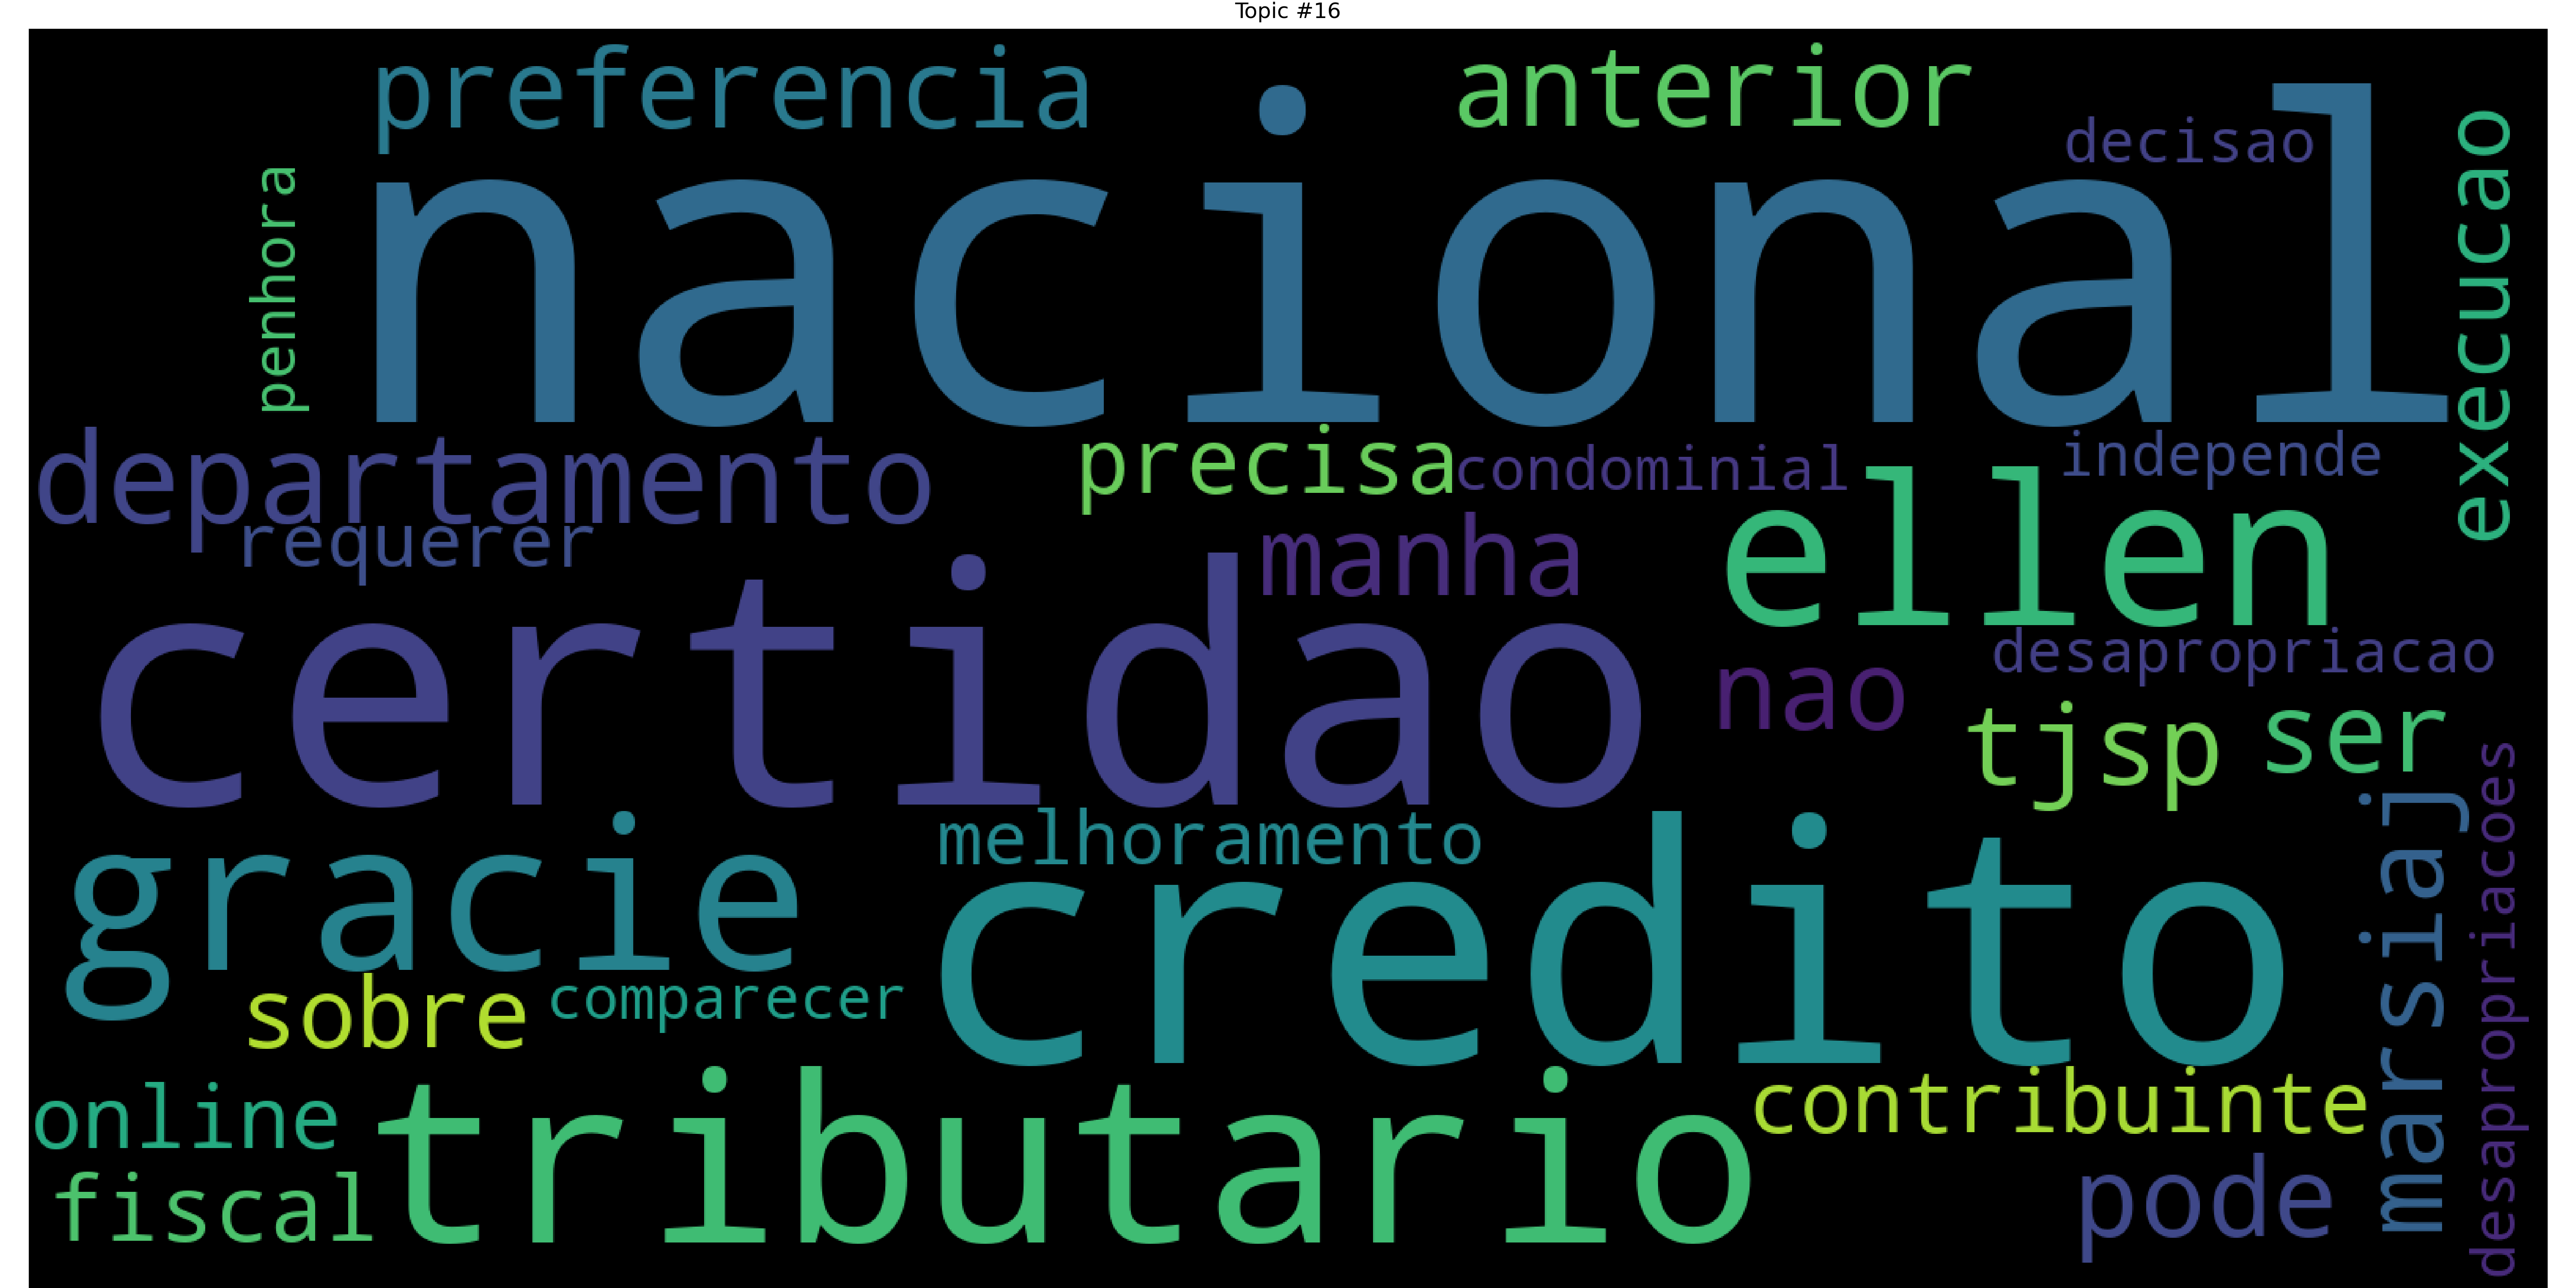 Topic #16
preferencia
anterior
decisao
nacional
penhora
execucao
departamento
precisa
condominial
independe
requerer
manha
ellen
certidao
nao
desapropriacao
tjsp
ser
gracie
melhoramento
credito
marsiaj
desapropriacoes
sobre
comparecer
online
tributario
contribuinte
fiscal
pode